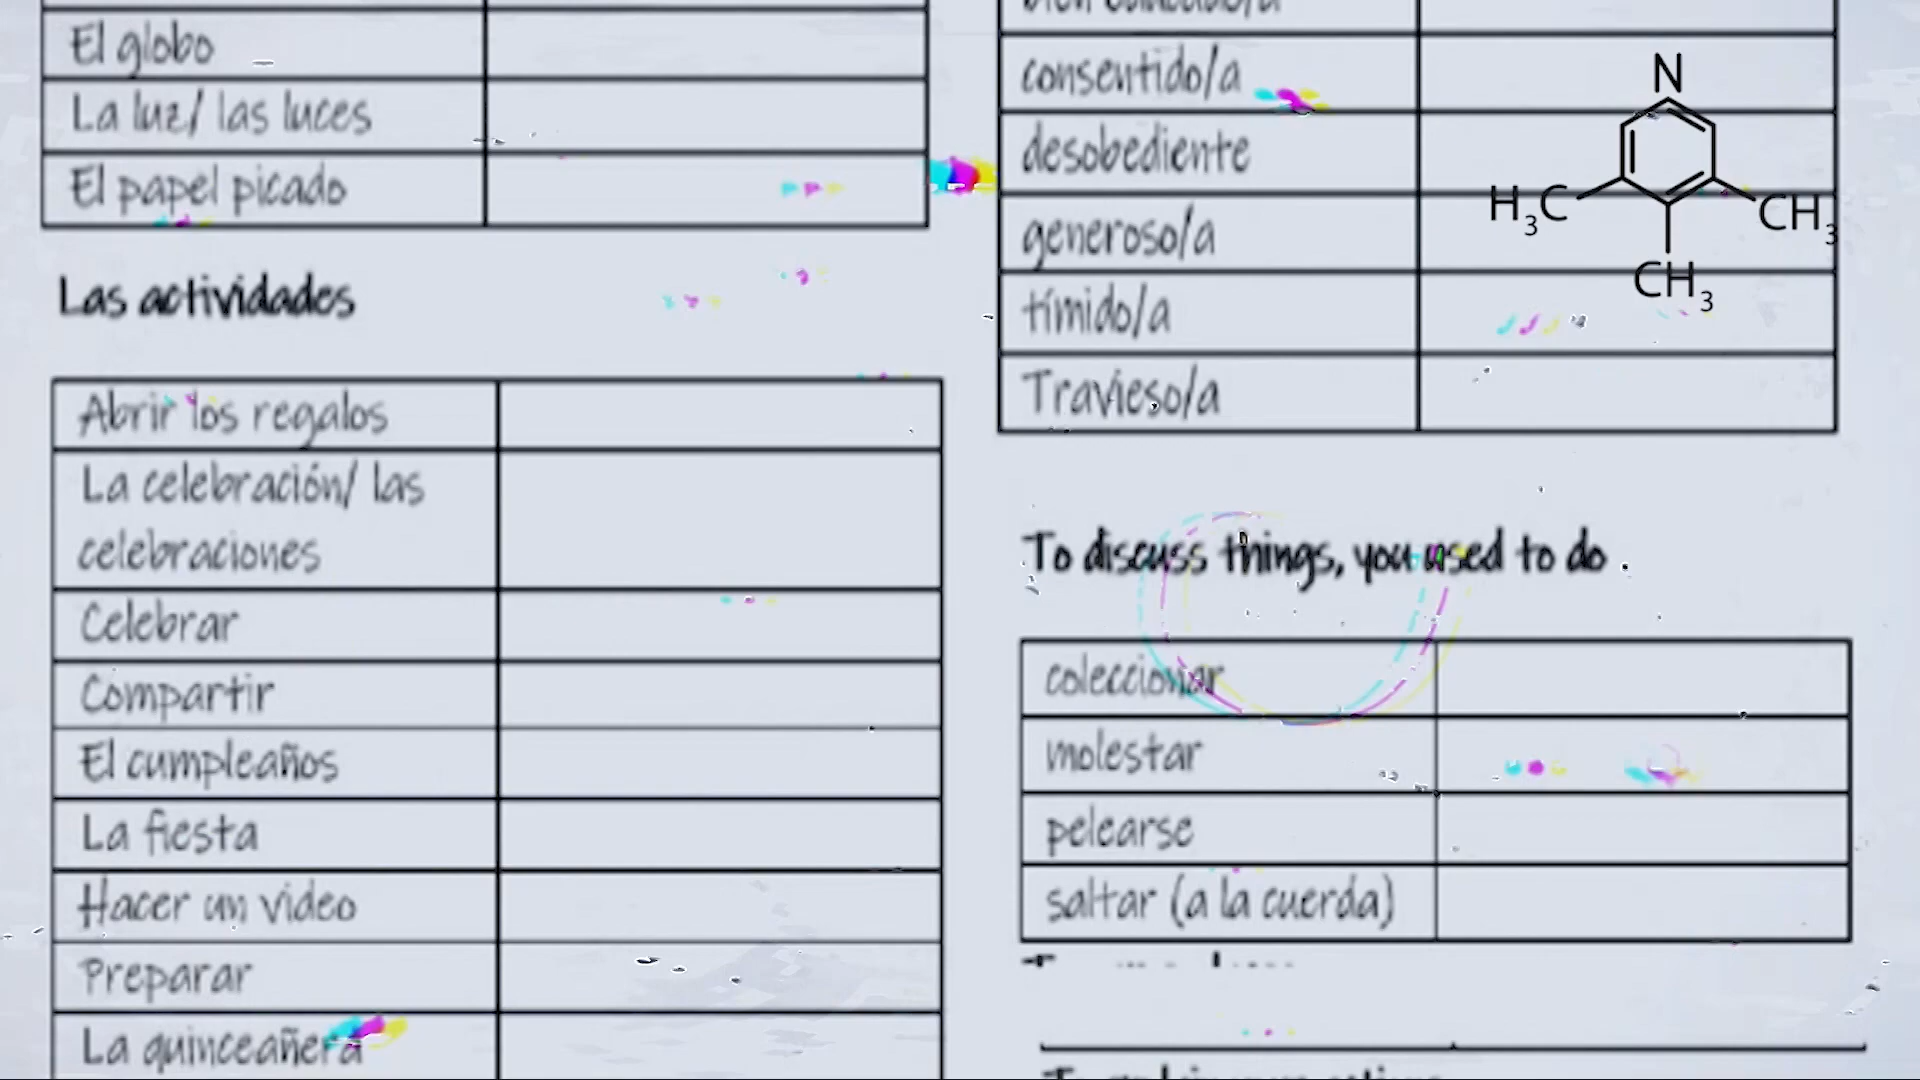 El globo
La luz/ las luces
El papel picado
Las actividades
Abrir los regalos
La celebración/ las
celebraciones
Celebrar
Compartir
El cumpleaños
La fiesta
Hacer un video
Preparar
La quinceañera
consentido/a
desobediente
generoso/a
tímido/a
Travieso/a
N
H3C
CH3
CH3
To discuss things, you used to do
coleccionar
molestar
pelearse
saltar (a la cuerda)